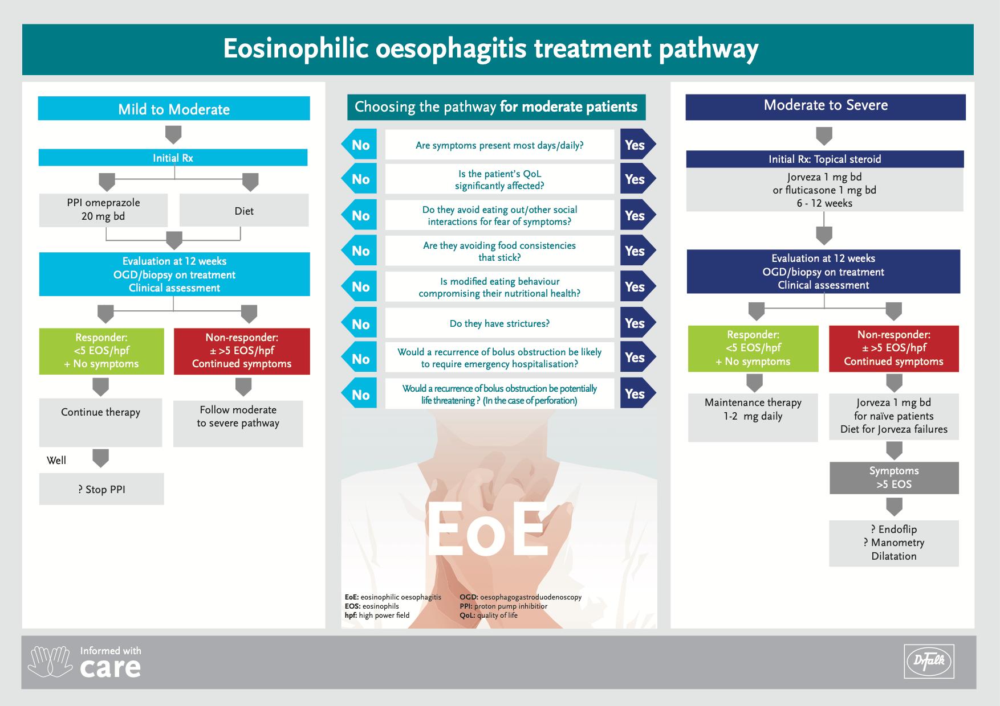 Eosinophilic oesophagitis treatment pathway
Mild to Moderate
Initial Rx
PPI omeprazole
20 mg bd
Diet
Evaluation at 12 weeks
OGD/biopsy on treatment
Clinical assessment
Responder:
<5 EOS/hpf
+ No symptoms
Non-responder:
± >5 EOS/hpf
Continued symptoms
Continue therapy
Follow moderate
to severe pathway
Well
? Stop PPI
Choosing the pathway for moderate patients
No
Are symptoms present most days/daily?
Yes
No
Is the patient's QoL
significantly affected?
Yes
No
Do they avoid eating out/other social
interactions for fear of symptoms?
Yes
No
Are they avoiding food consistencies
that stick?
Yes
No
Is modified eating behaviour
compromising their nutritional health?
Yes
No
Do they have strictures?
Yes
No
Would a recurrence of bolus obstruction be likely
to require emergency hospitalisation?
Yes
No
Would a recurrence of bolus obstruction be potentially
life threatening ? (In the case of perforation)
Yes
EoE
EoE: eosinophilic oesophagitis
EOS: eosinophils
hpf: high power field
OGD: oesophagogastroduodenoscopy
PPI: proton pump inhibitior
QoL: quality of life
Moderate to Severe
Initial Rx: Topical steroid
Jorveza 1 mg bd
or fluticasone 1 mg bd
6 - 12 weeks
Evaluation at 12 weeks
OGD/biopsy on treatment
Clinical assessment
Responder:
<5 EOS/hpf
+ No symptoms
Non-responder:
± >5 EOS/hpf
Continued symptoms
Maintenance therapy
1-2 mg daily
Jorveza 1 mg bd
for naïve patients
Diet for Jorveza failures
Symptoms
>5 EOS
? Endoflip
? Manometry
Dilatation
Informed with
care
Dr Falk